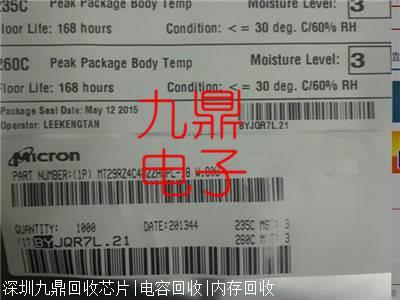 235C Peak Package Body Temp Moisture Level: 3
Floor Life: 168 hours Condition: <= 30 deg. C/60% RH
260C Peak Package Body Temp Moisture Level: 3
Floor Life: 168 hours Condition: <= 30 deg. C/60% RH
Package Seal Date: May 12 2015
Operator: LEEKENGTAN
BYJQR7L.21
九鼎
电子
Micron
PART NUMBER:(1P)
QUANTITY: 1000 DATE:201344 235C MST: 3
BYJQR7L.21 260C MST: 3
深圳九鼎回收芯片|电容回收|内存回收